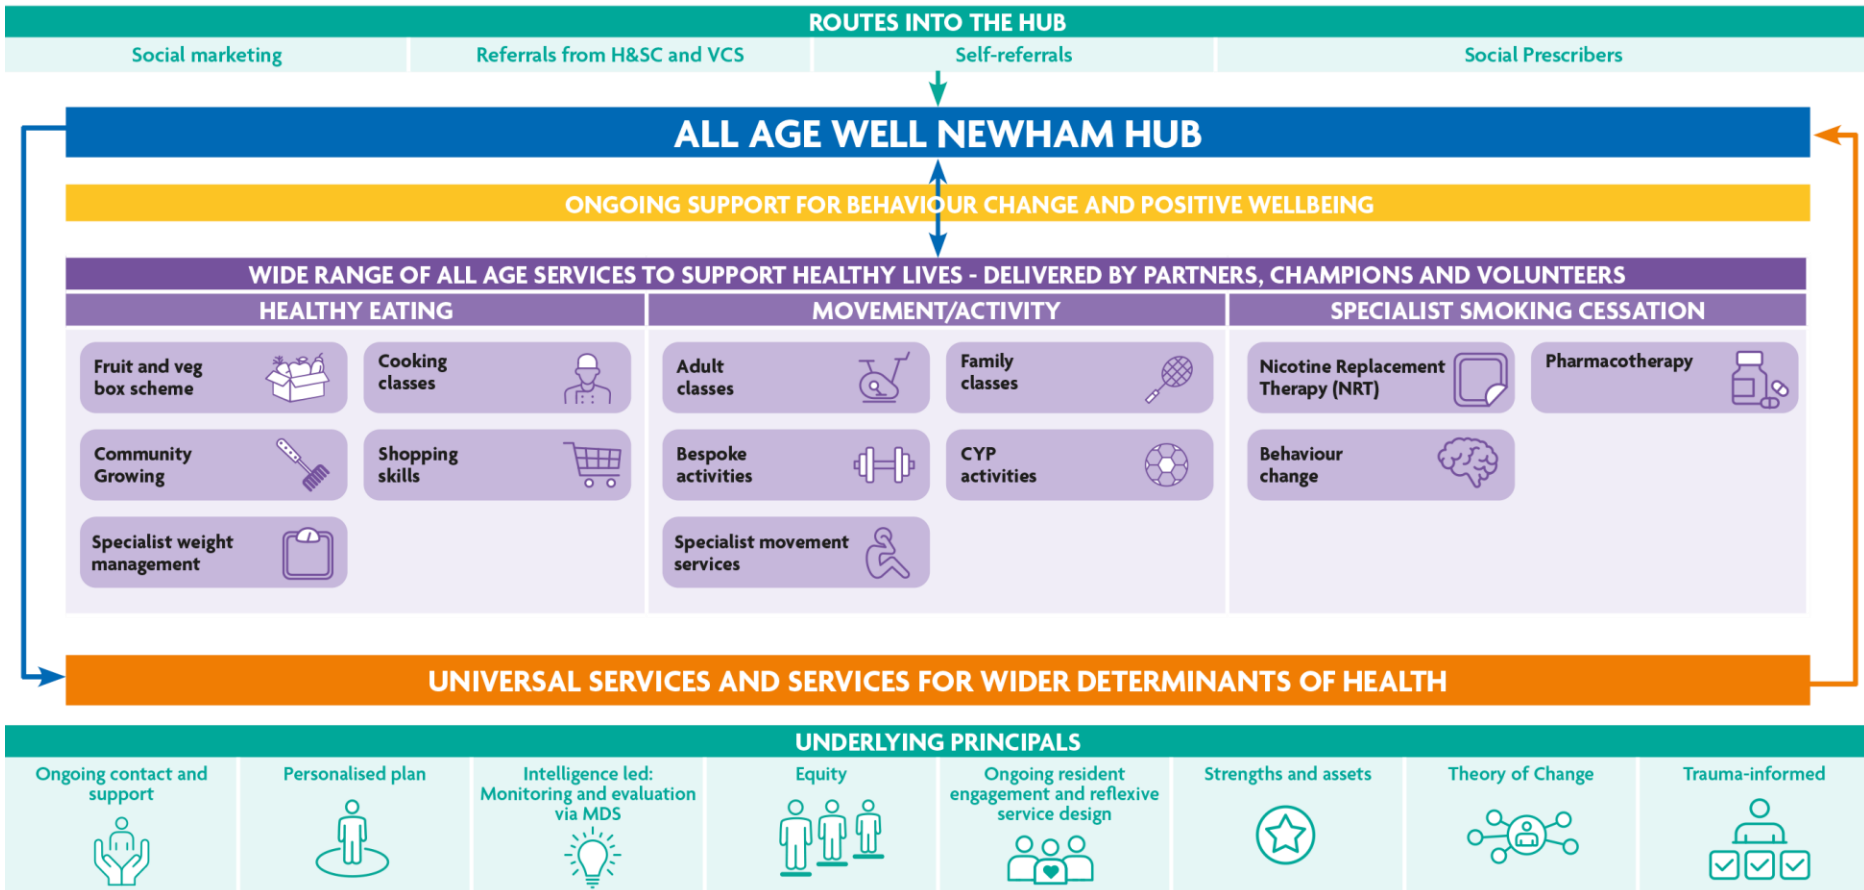 ROUTES INTO THE HUB
Social marketing
Referrals from H&SC and VCS
Self-referrals
Social Prescribers
ALL AGE WELL NEWHAM HUB
ONGOING SUPPORT FOR BEHAVIOUR CHANGE AND POSITIVE WELLBEING
WIDE RANGE OF ALL AGE SERVICES TO SUPPORT HEALTHY LIVES - DELIVERED BY PARTNERS, CHAMPIONS AND VOLUNTEERS
HEALTHY EATING
Fruit and veg
box scheme
Cooking
classes
Community
Growing
Shopping
skills
Specialist weight
management
MOVEMENT/ACTIVITY
Adult
classes
Family
classes
Bespoke
activities
CYP
activities
Specialist movement
services
SPECIALIST SMOKING CESSATION
Nicotine Replacement
Therapy (NRT)
Pharmacotherapy
Behaviour
change
UNIVERSAL SERVICES AND SERVICES FOR WIDER DETERMINANTS OF HEALTH
UNDERLYING PRINCIPALS
Ongoing contact and
support
Personalised plan
Intelligence led:
Monitoring and evaluation
via MDS
Equity
Ongoing resident
engagement and reflexive
service design
Strengths and assets
Theory of Change
Trauma-informed